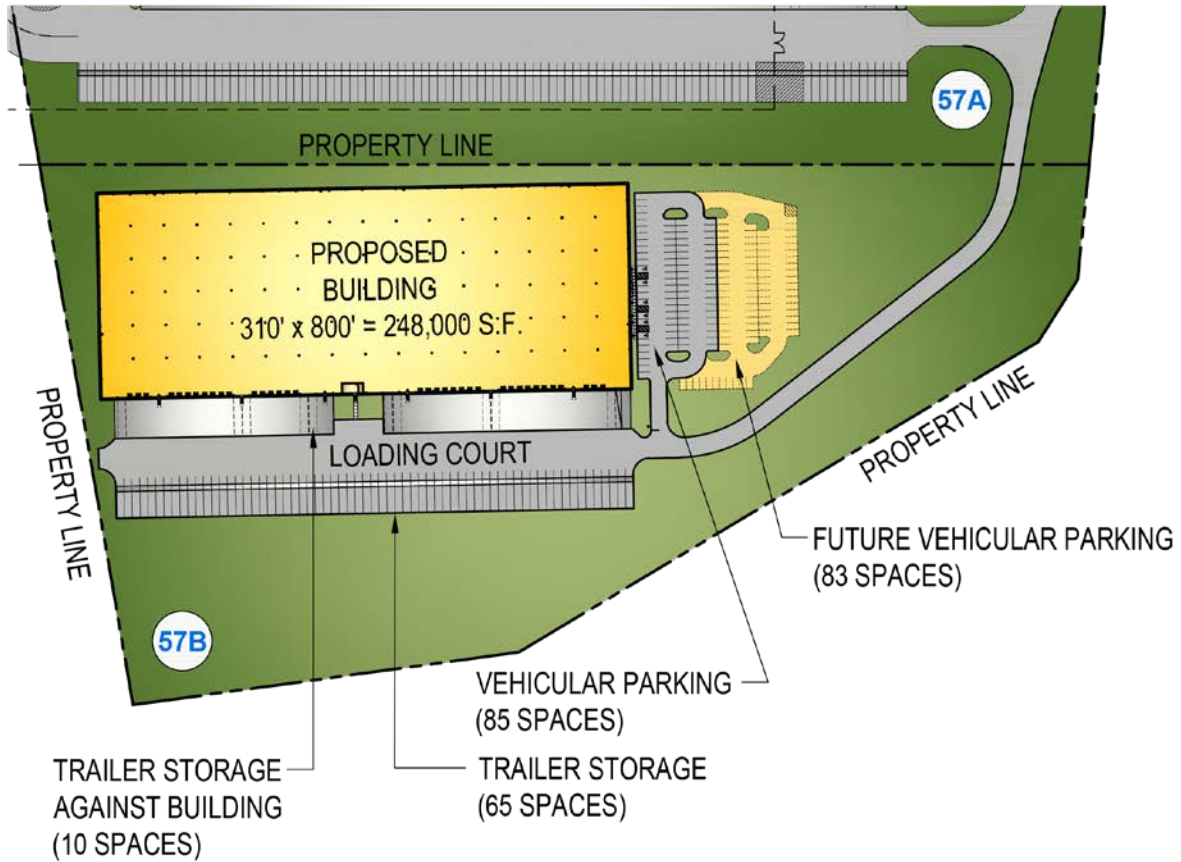 57A
PROPERTY LINE
PROPOSED
BUILDING
310' x 800' = 248,000 S.F.
PROPERTY LINE
LOADING COURT
PROPERTY LINE
FUTURE VEHICULAR PARKING
(83 SPACES)
57B
VEHICULAR PARKING
(85 SPACES)
TRAILER STORAGE
AGAINST BUILDING
(10 SPACES)
TRAILER STORAGE
(65 SPACES)